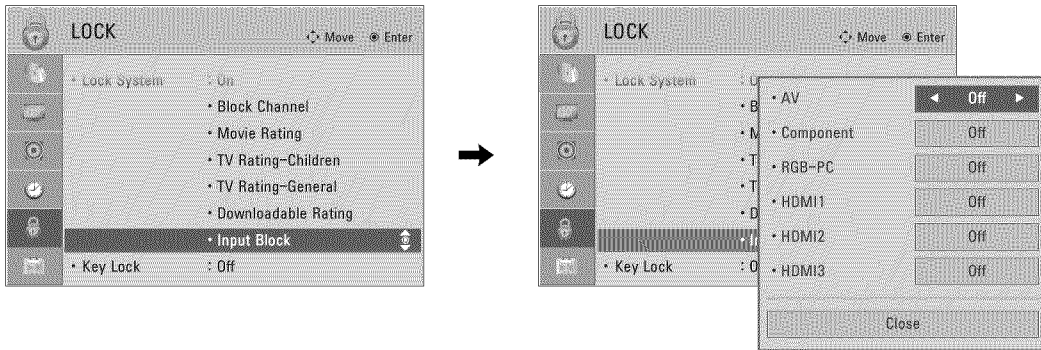 LOCK
Move Enter
• Lock System : On
• Block Channel
• Movie Rating
• TV Rating-Children
• TV Rating-General
• Downloadable Rating
• Input Block
• Key Lock : Off
LOCK
Move Enter
• Lock System
• Key Lock
• AV ◄ Off ►
• Component Off
• RGB-PC Off
• HDMI1 Off
• HDMI2 Off
• HDMI3 Off
Close